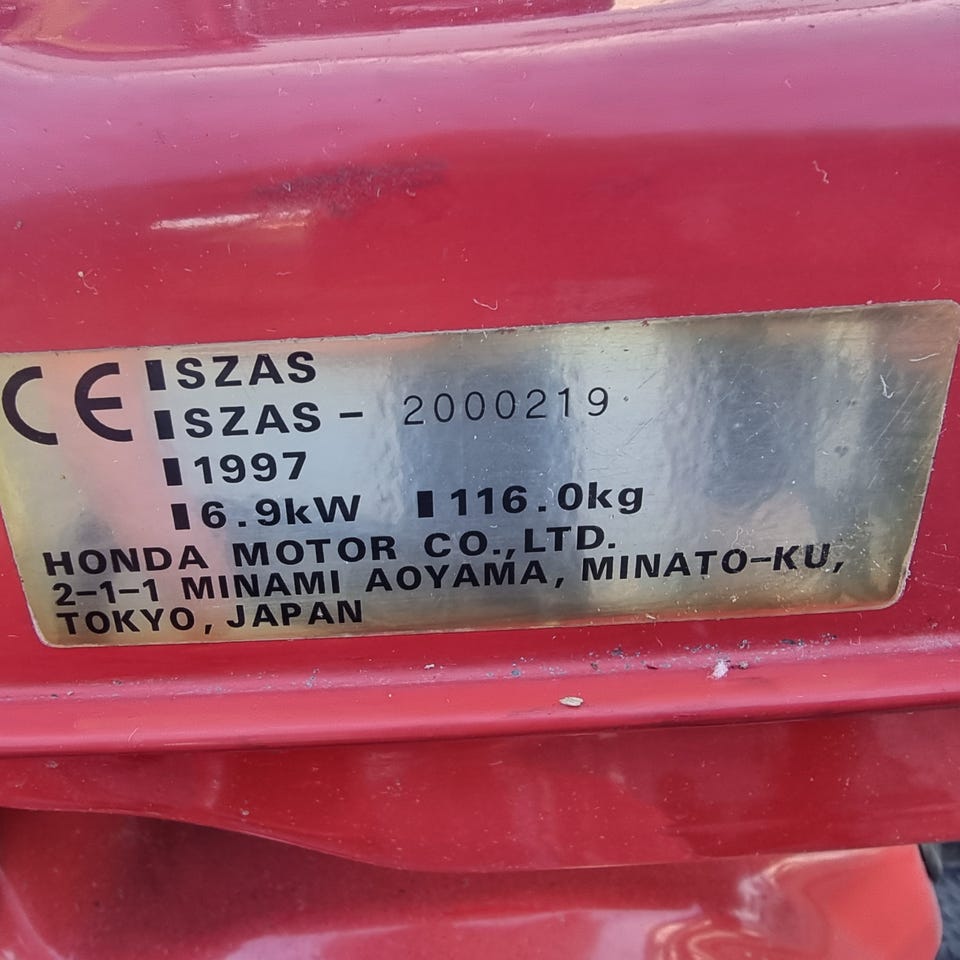 CE ▮SZAS
▮SZAS - 2000219
▮1997
▮6.9kW ▮116.0kg
HONDA MOTOR CO.,LTD.
2-1-1 MINAMI AOYAMA, MINATO-KU,
TOKYO, JAPAN